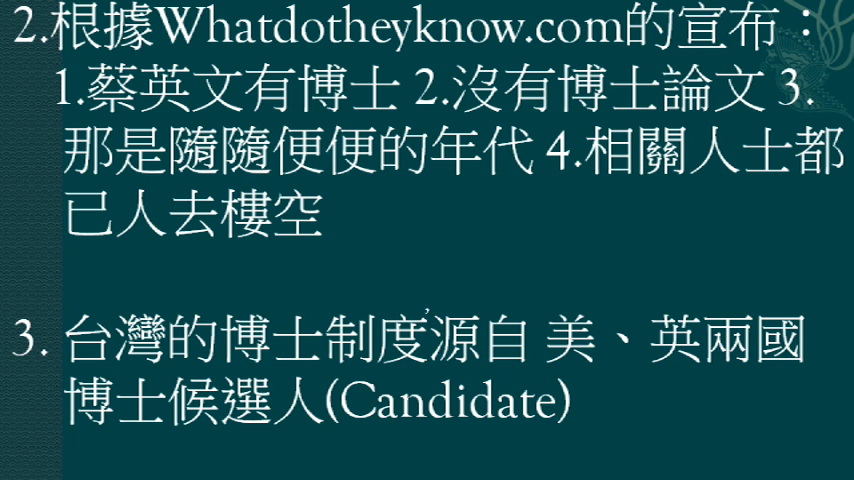 2.根據Whatdotheyknow.com的宣布：
1.蔡英文有博士 2.沒有博士論文 3.
那是隨隨便便的年代 4.相關人士都
已人去樓空
3. 台灣的博士制度源自 美、英兩國
博士候選人(Candidate)